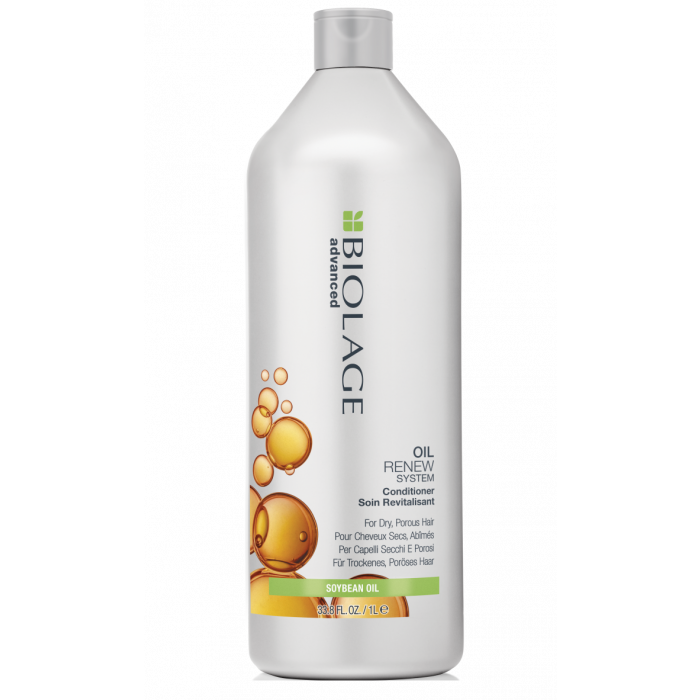 BIOLAGE
advanced
OIL
RENEW
SYSTEM
Conditioner
Soin Revitalisant
For Dry, Porous Hair
Pour Cheveux Secs, Abîmés
Per Capelli Secchi E Porosi
Für Trockenes, Poröses Haar
SOYBEAN OIL
33.8 FL.OZ. / 1L ℮